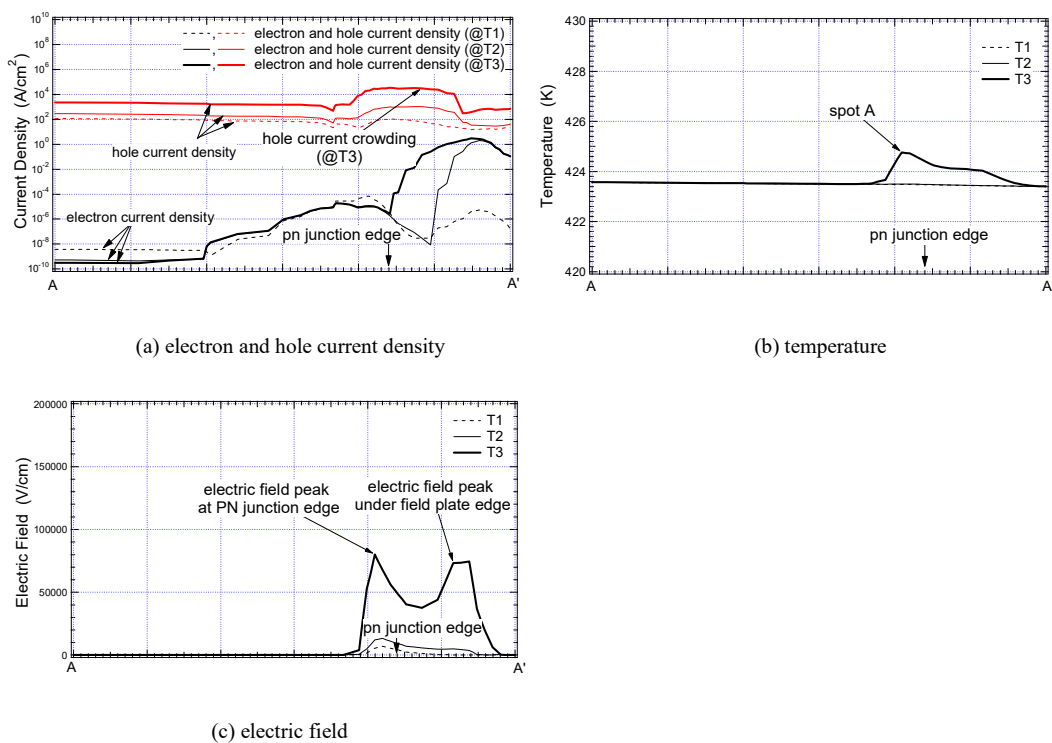 10^10
10^8
10^6
10^4
10^2
10^0
10^-2
10^-4
10^-6
10^-8
10^-10
Current Density (A/cm^2)
, electron and hole current density (@T1)
, electron and hole current density (@T2)
, electron and hole current density (@T3)
hole current density
hole current crowding
(@T3)
electron current density
pn junction edge
A
A'
(a) electron and hole current density
430
428
426
424
422
420
Temperature (K)
T1
T2
T3
spot A
pn junction edge
A
A
(b) temperature
200000
150000
100000
50000
0
Electric Field (V/cm)
T1
T2
T3
electric field peak
at PN junction edge
electric field peak
under field plate edge
pn junction edge
A
A'
(c) electric field